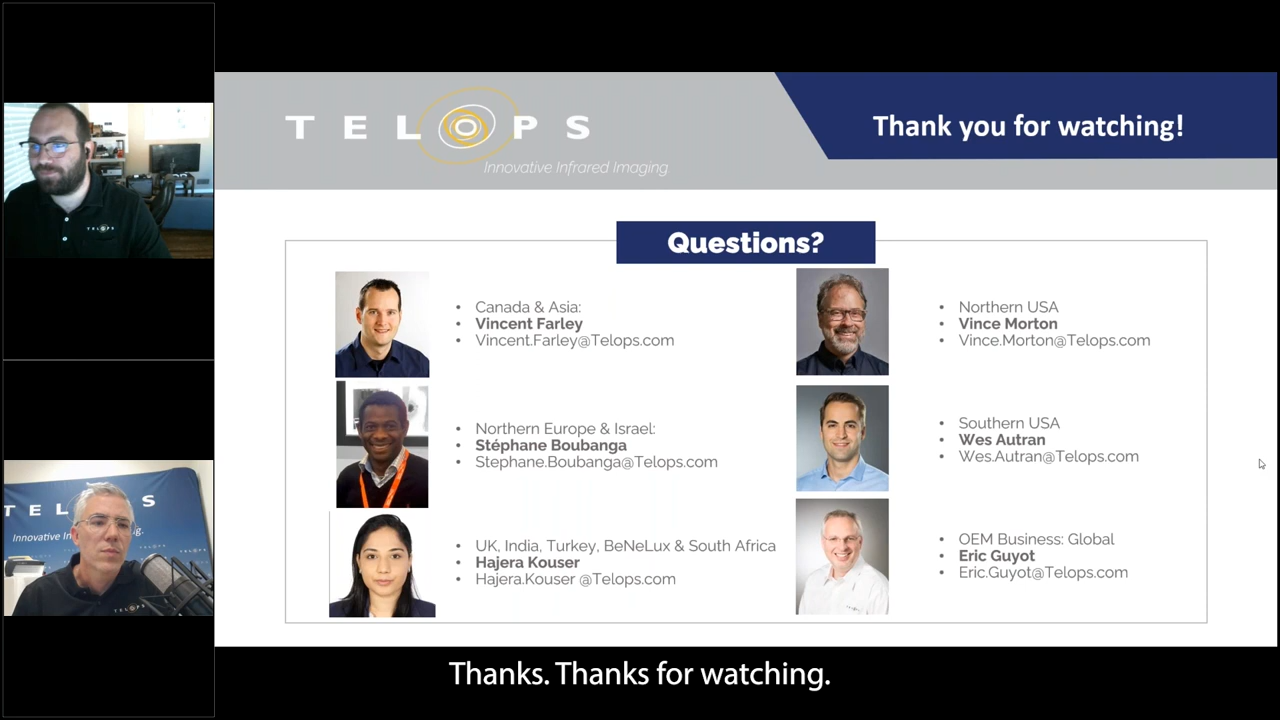 TELOPS
Innovative Infrared Imaging
Thank you for watching!
Questions?
• Canada & Asia:
• Vincent Farley
• Vincent.Farley@Telops.com
• Northern Europe & Israel:
• Stéphane Boubanga
• Stephane.Boubanga@Telops.com
• UK, India, Turkey, BeNeLux & South Africa
• Hajera Kouser
• Hajera.Kouser @Telops.com
• Northern USA
• Vince Morton
• Vince.Morton@Telops.com
• Southern USA
• Wes Autran
• Wes.Autran@Telops.com
• OEM Business: Global
• Eric Guyot
• Eric.Guyot@Telops.com
TELOPS
TELOPS
Thanks. Thanks for watching.